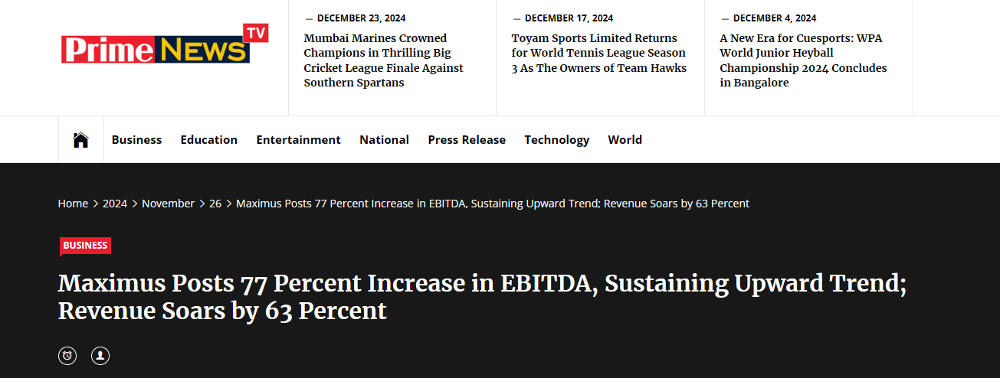 Prime NEWS TV
— DECEMBER 23, 2024
Mumbai Marines Crowned
Champions in Thrilling Big
Cricket League Finale Against
Southern Spartans
— DECEMBER 17, 2024
Toyam Sports Limited Returns
for World Tennis League Season
3 As The Owners of Team Hawks
— DECEMBER 4, 2024
A New Era for Cuesports: WPA
World Junior Heyball
Championship 2024 Concludes
in Bangalore
Business Education Entertainment National Press Release Technology World
Home > 2024 > November > 26 > Maximus Posts 77 Percent Increase in EBITDA, Sustaining Upward Trend; Revenue Soars by 63 Percent
BUSINESS
Maximus Posts 77 Percent Increase in EBITDA, Sustaining Upward Trend;
Revenue Soars by 63 Percent